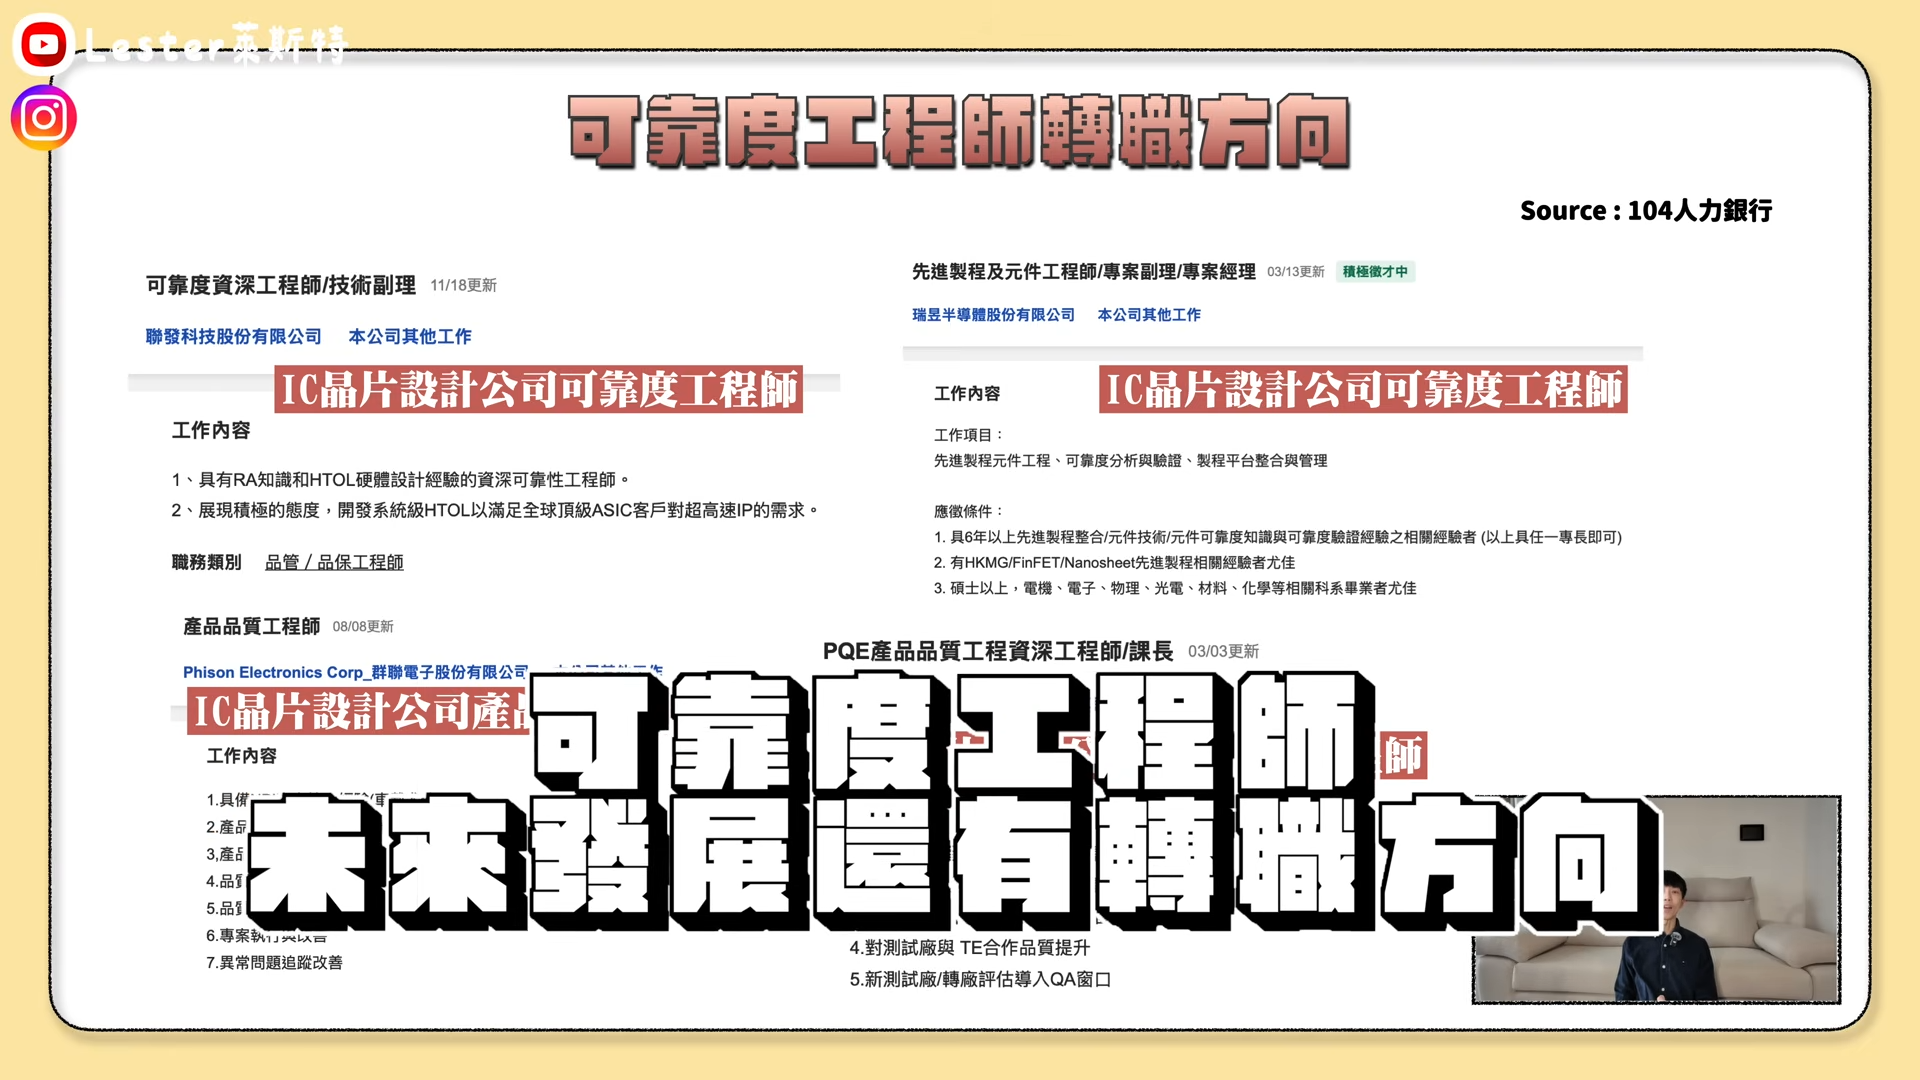 Lester萊斯特
可靠度工程師轉職方向
Source : 104人力銀行
可靠度資深工程師/技術副理 11/18更新
聯發科技股份有限公司 本公司其他工作
IC晶片設計公司可靠度工程師
工作內容
1、具有RA知識和HTOL硬體設計經驗的資深可靠性工程師。
2、展現積極的態度，開發系統級HTOL以滿足全球頂級ASIC客戶對超高速IP的需求。
職務類別 品管 / 品保工程師
先進製程及元件工程師/專案副理/專案經理 03/13更新 積極徵才中
瑞昱半導體股份有限公司 本公司其他工作
IC晶片設計公司可靠度工程師
工作內容
工作項目：
先進製程元件工程、可靠度分析與驗證、製程平台整合與管理
應徵條件：
1. 具6年以上先進製程整合/元件技術/元件可靠度知識與可靠度驗證經驗之相關經驗者 (以上具任一專長即可)
2. 有HKMG/FinFET/Nanosheet先進製程相關經驗者尤佳
3. 碩士以上，電機、電子、物理、光電、材料、化學等相關科系畢業者尤佳
產品品質工程師 08/08更新
Phison Electronics Corp_群聯電子股份有限公司
IC晶片設計公司產品
工作內容
1.具備
2.產品
3,產品
4.品質
5.品質
6.專案執行與改善
7.異常問題追蹤改善
PQE產品品質工程資深工程師/課長 03/03更新
師
4.對測試廠與 TE合作品質提升
5.新測試廠/轉廠評估導入QA窗口
可靠度工程師
未來發展還有轉職方向